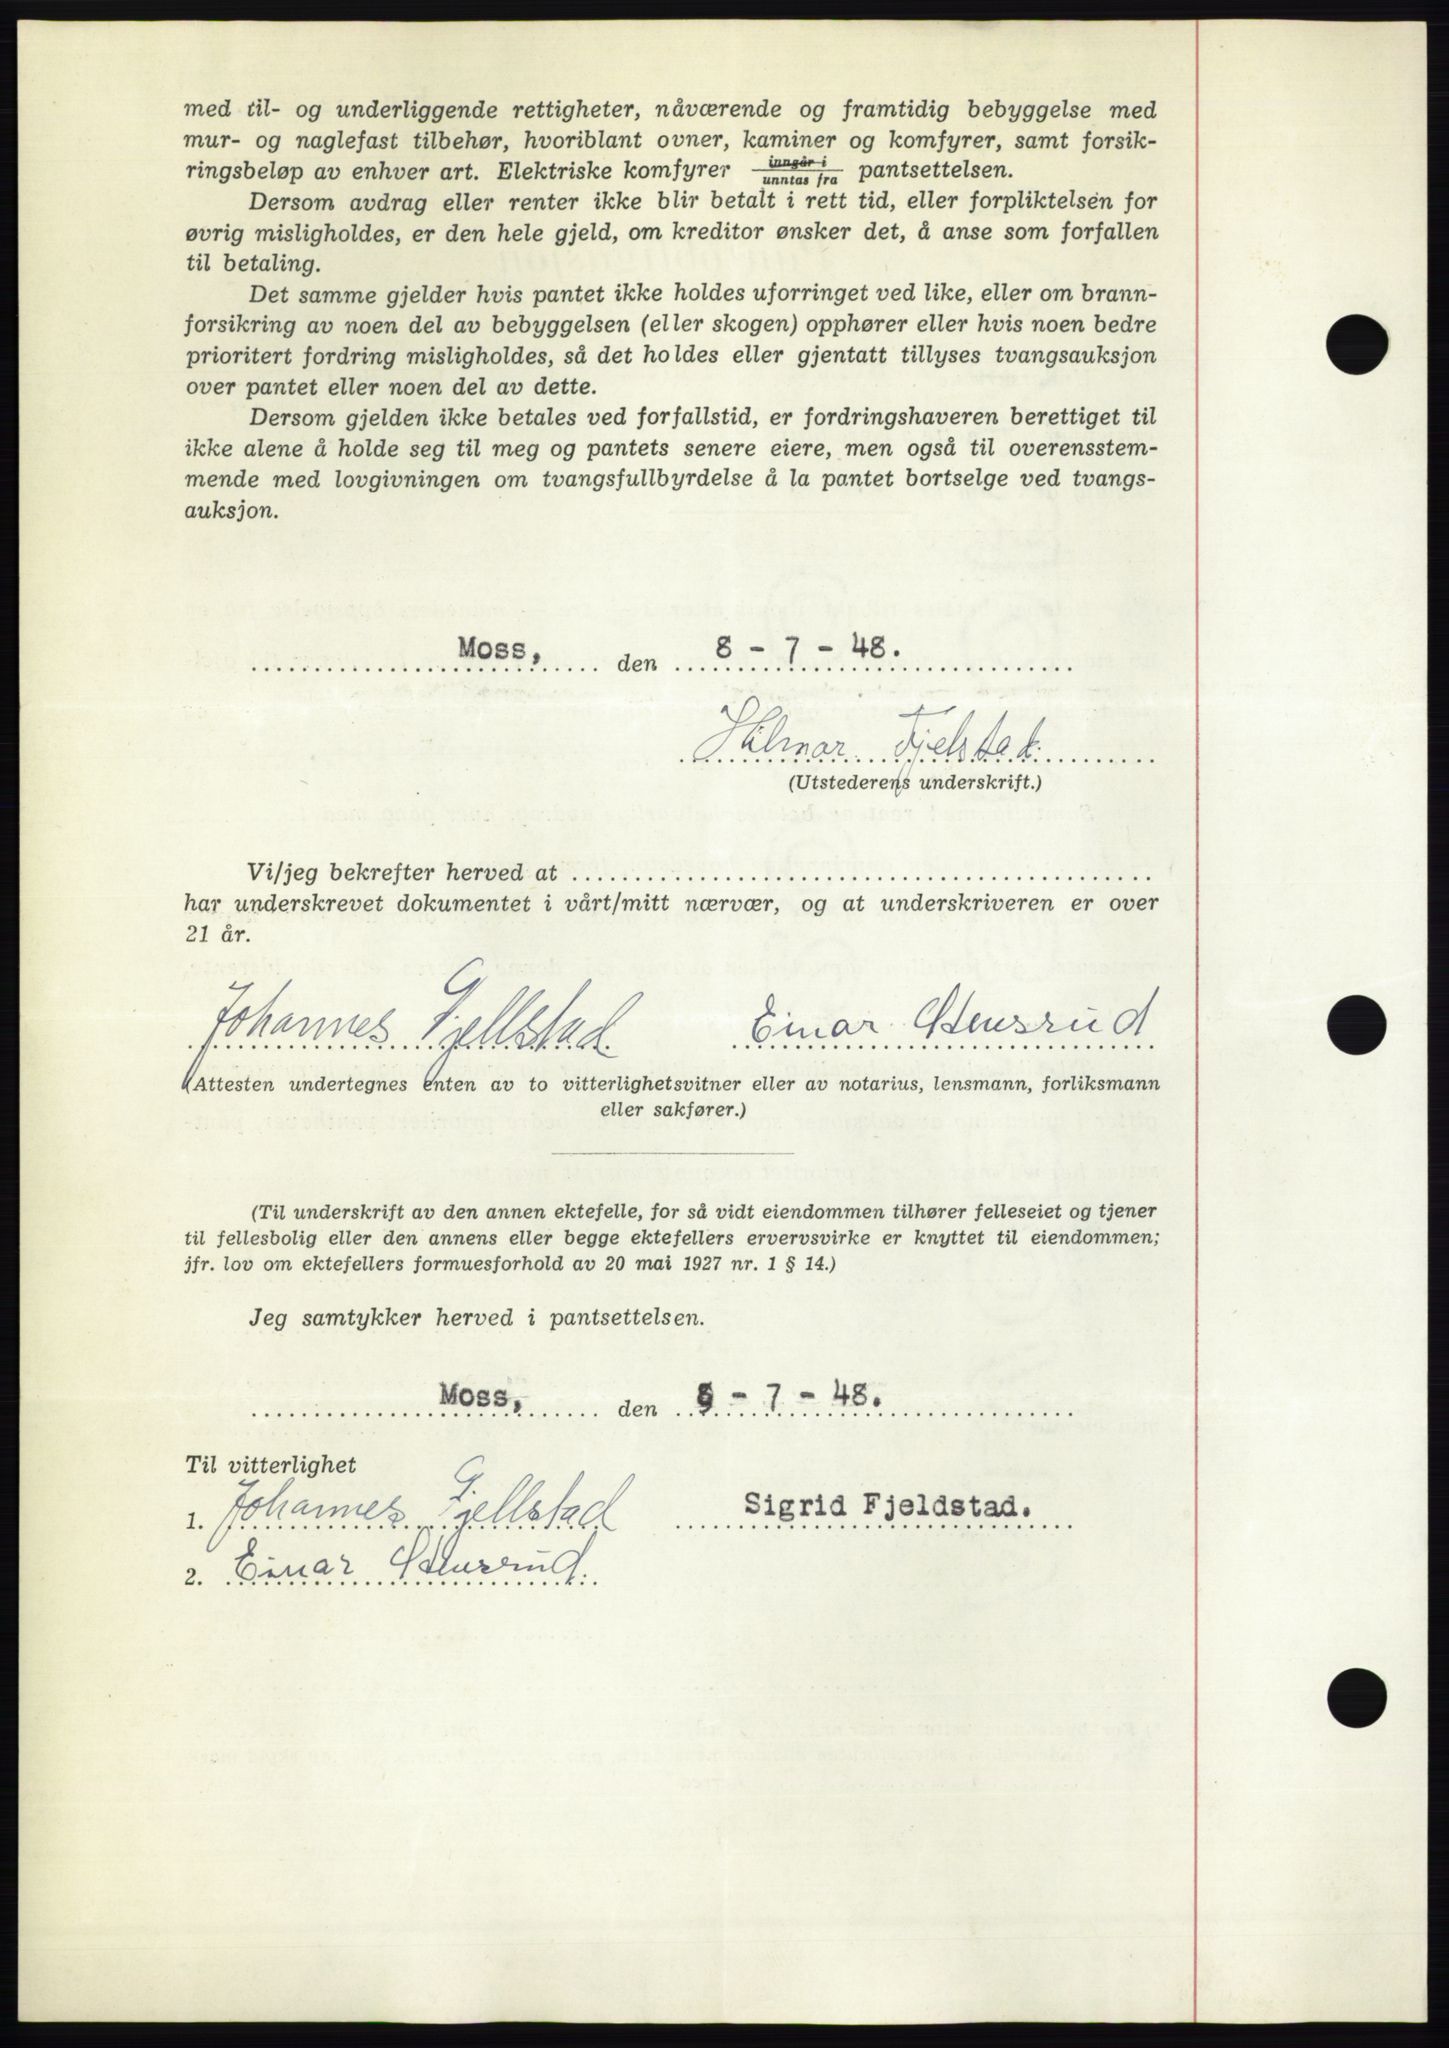 med til- og underliggende rettigheter, nåværende og framtidig bebyggelse med
mur- og naglefast tilbehør, hvoriblant ovner, kaminer og komfyrer, samt forsik-
ringsbeløp av enhver art. Elektriske komfyrer inngår i / unntas fra pantsettelsen.
Dersom avdrag eller renter ikke blir betalt i rett tid, eller forpliktelsen for
øvrig misligholdes, er den hele gjeld, om kreditor ønsker det, å anse som forfallen
til betaling.
Det samme gjelder hvis pantet ikke holdes uforringet ved like, eller om brann-
forsikring av noen del av bebyggelsen (eller skogen) opphører eller hvis noen bedre
prioritert fordring misligholdes, så det holdes eller gjentatt tillyses tvangsauksjon
over pantet eller noen del av dette.
Dersom gjelden ikke betales ved forfallstid, er fordringshaveren berettiget til
ikke alene å holde seg til meg og pantets senere eiere, men også til overensstem-
mende med lovgivningen om tvangsfullbyrdelse å la pantet bortselge ved tvangs-
auksjon.
Moss, den 8 - 7 - 48.
Hilmar Fjelstad.
(Utstederens underskrift.)
Vi/jeg bekrefter herved at
har underskrevet dokumentet i vårt/mitt nærvær, og at underskriveren er over
21 år.
Johannes Gjellstad Einar Stensrud
(Attesten undertegnes enten av to vitterlighetsvitner eller av notarius, lensmann, forliksmann
eller sakfører.)
(Til underskrift av den annen ektefelle, for så vidt eiendommen tilhører felleseiet og tjener
til fellesbolig eller den annens eller begge ektefellers ervervsvirke er knyttet til eiendommen;
jfr. lov om ektefellers formuesforhold av 20 mai 1927 nr. 1 § 14.)
Jeg samtykker herved i pantsettelsen.
Moss, den - 7 - 48.
Til vitterlighet
1. Johannes Gjellstad Sigrid Fjeldstad.
2. Einar Stensrud.